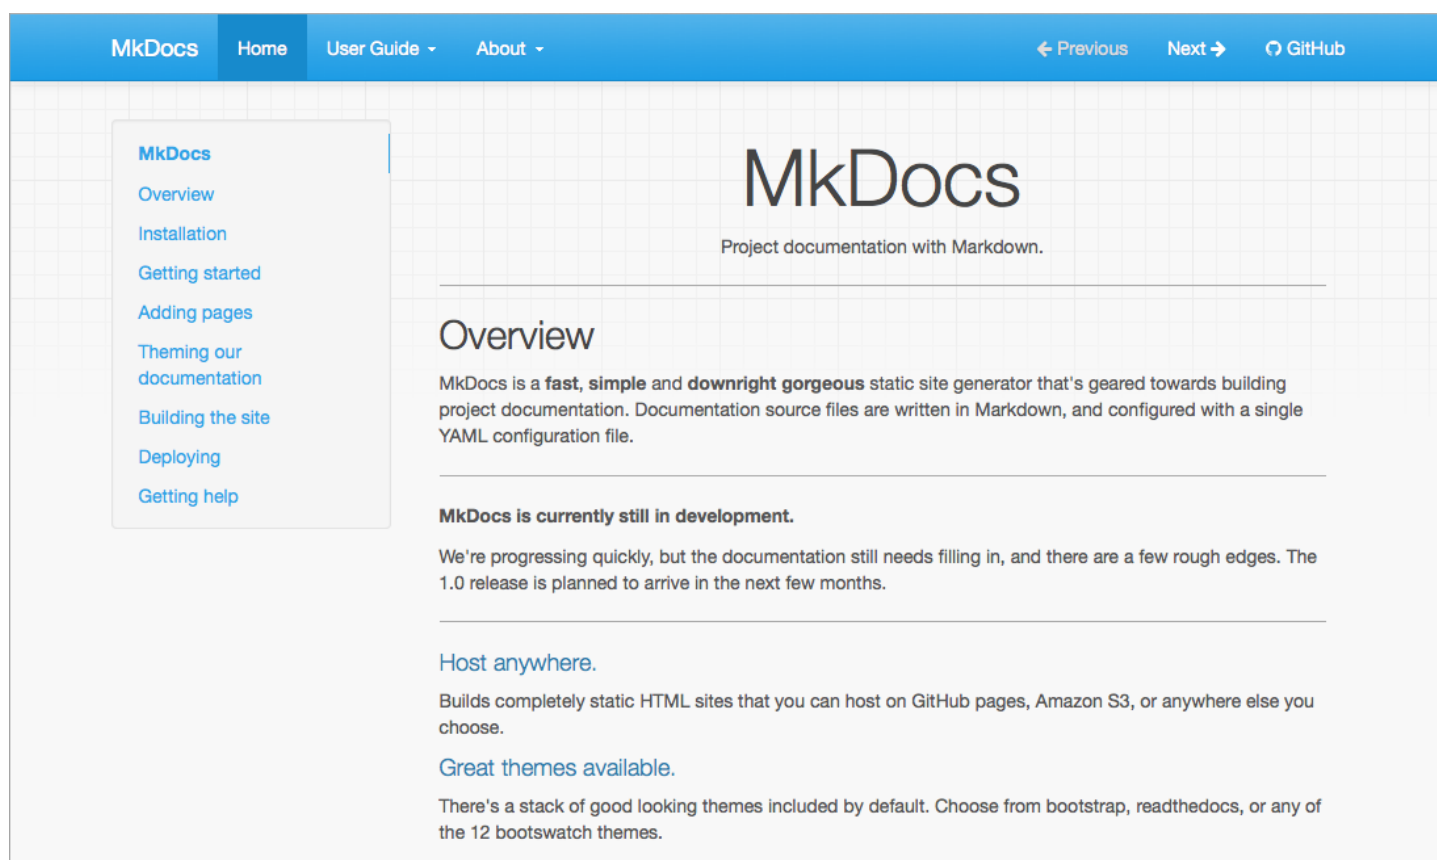 MkDocs Home User Guide About Previous Next GitHub
MkDocs
Overview
Installation
Getting started
Adding pages
Theming our
documentation
Building the site
Deploying
Getting help
MkDocs
Project documentation with Markdown.
Overview
MkDocs is a fast, simple and downright gorgeous static site generator that's geared towards building
project documentation. Documentation source files are written in Markdown, and configured with a single
YAML configuration file.
MkDocs is currently still in development.
We're progressing quickly, but the documentation still needs filling in, and there are a few rough edges. The
1.0 release is planned to arrive in the next few months.
Host anywhere.
Builds completely static HTML sites that you can host on GitHub pages, Amazon S3, or anywhere else you
choose.
Great themes available.
There's a stack of good looking themes included by default. Choose from bootstrap, readthedocs, or any of
the 12 bootswatch themes.